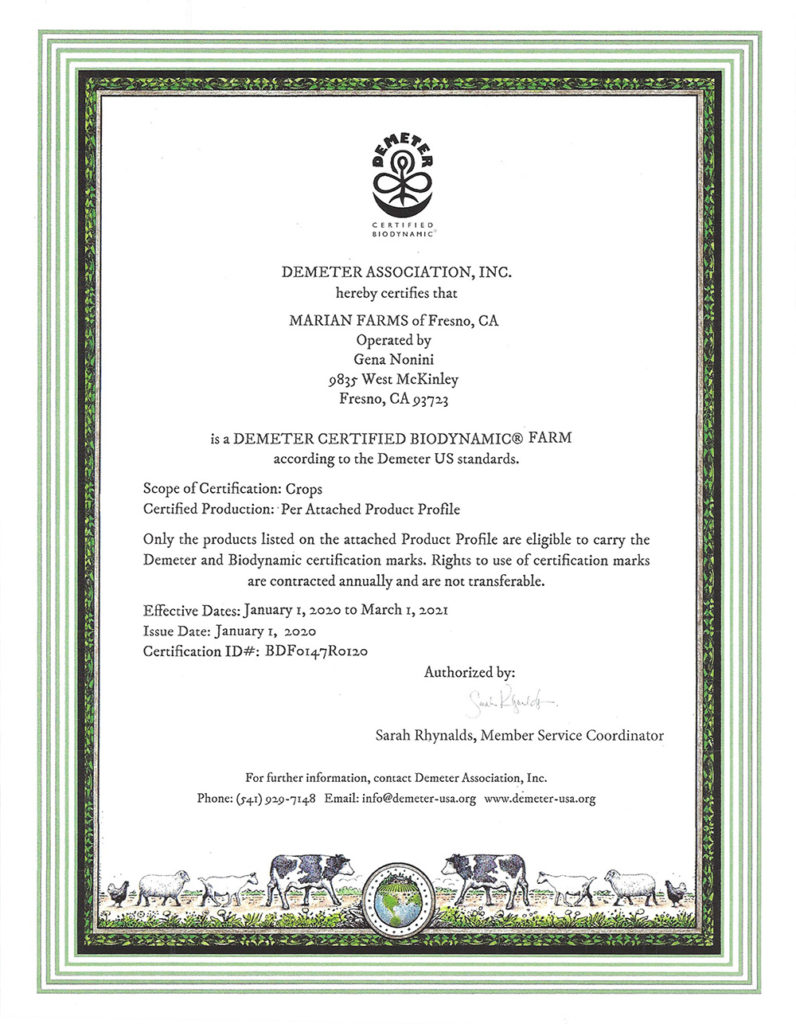 DEMETER
CERTIFIED
BIODYNAMIC®
DEMETER ASSOCIATION, INC.
hereby certifies that
MARIAN FARMS of Fresno, CA
Operated by
Gena Nonini
9835 West McKinley
Fresno, CA 93723
is a DEMETER CERTIFIED BIODYNAMIC® FARM
according to the Demeter US standards.
Scope of Certification: Crops
Certified Production: Per Attached Product Profile
Only the products listed on the attached Product Profile are eligible to carry the
Demeter and Biodynamic certification marks. Rights to use of certification marks
are contracted annually and are not transferable.
Effective Dates: January 1, 2020 to March 1, 2021
Issue Date: January 1, 2020
Certification ID#: BDF0147R0120
Authorized by:
Sarah Rhynalds
Sarah Rhynalds, Member Service Coordinator
For further information, contact Demeter Association, Inc.
Phone: (541) 929-7148 Email: info@demeter-usa.org www.demeter-usa.org